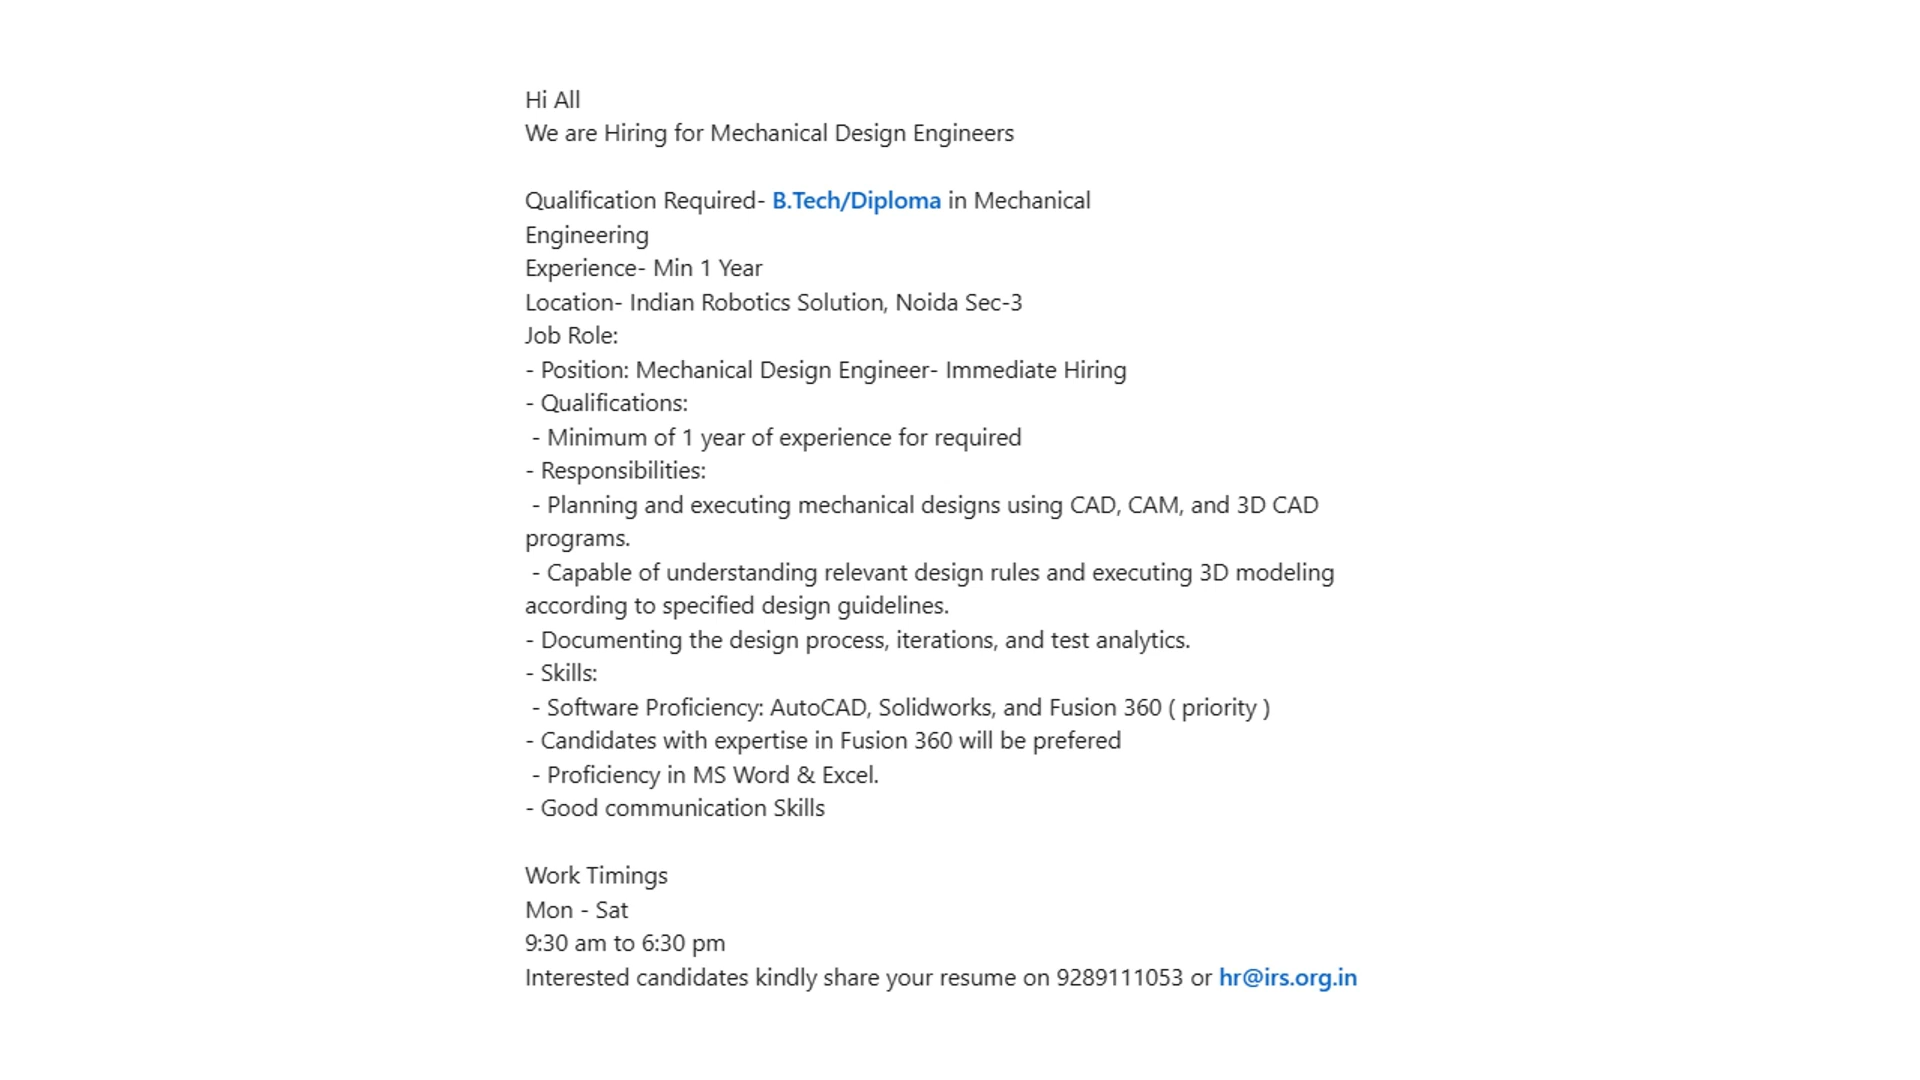 Hi All
We are Hiring for Mechanical Design Engineers
Qualification Required- B.Tech/Diploma in Mechanical
Engineering
Experience- Min 1 Year
Location- Indian Robotics Solution, Noida Sec-3
Job Role:
- Position: Mechanical Design Engineer- Immediate Hiring
- Qualifications:
- Minimum of 1 year of experience for required
- Responsibilities:
- Planning and executing mechanical designs using CAD, CAM, and 3D CAD
programs.
- Capable of understanding relevant design rules and executing 3D modeling
according to specified design guidelines.
- Documenting the design process, iterations, and test analytics.
- Skills:
- Software Proficiency: AutoCAD, Solidworks, and Fusion 360 ( priority )
- Candidates with expertise in Fusion 360 will be prefered
- Proficiency in MS Word & Excel.
- Good communication Skills
Work Timings
Mon - Sat
9:30 am to 6:30 pm
Interested candidates kindly share your resume on 9289111053 or hr@irs.org.in